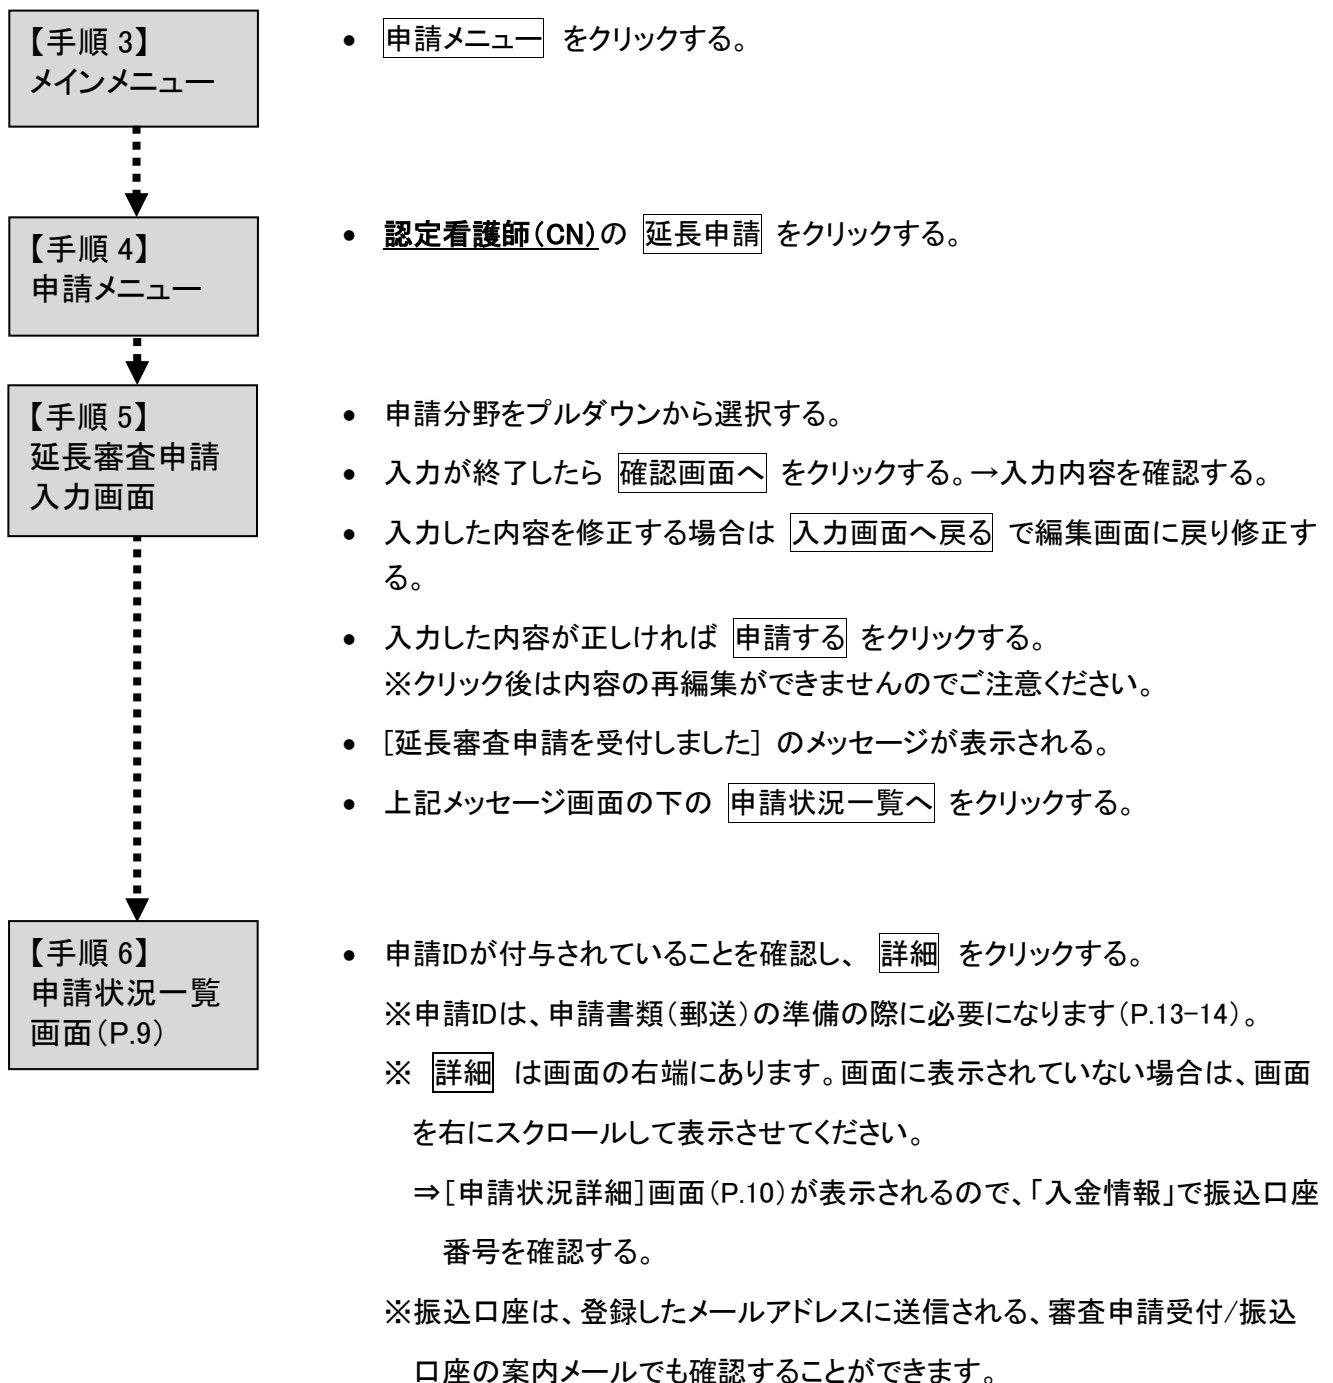 【手順 3】
メインメニュー
● 申請メニュー をクリックする。
【手順 4】
申請メニュー
● 認定看護師（CN）の 延長申請 をクリックする。
【手順 5】
延長審査申請
入力画面
● 申請分野をプルダウンから選択する。
● 入力が終了したら 確認画面へ をクリックする。→入力内容を確認する。
● 入力した内容を修正する場合は 入力画面へ戻る で編集画面に戻り修正す
る。
● 入力した内容が正しければ 申請する をクリックする。
※クリック後は内容の再編集ができませんのでご注意ください。
● [延長審査申請を受付しました] のメッセージが表示される。
● 上記メッセージ画面の下の 申請状況一覧へ をクリックする。
【手順 6】
申請状況一覧
画面（P.9）
● 申請IDが付与されていることを確認し、 詳細 をクリックする。
※申請IDは、申請書類（郵送）の準備の際に必要になります（P.13-14）。
※ 詳細 は画面の右端にあります。画面に表示されていない場合は、画面
を右にスクロールして表示させてください。
⇒［申請状況詳細］画面（P.10）が表示されるので、「入金情報」で振込口座
番号を確認する。
※振込口座は、登録したメールアドレスに送信される、審査申請受付/振込
口座の案内メールでも確認することができます。